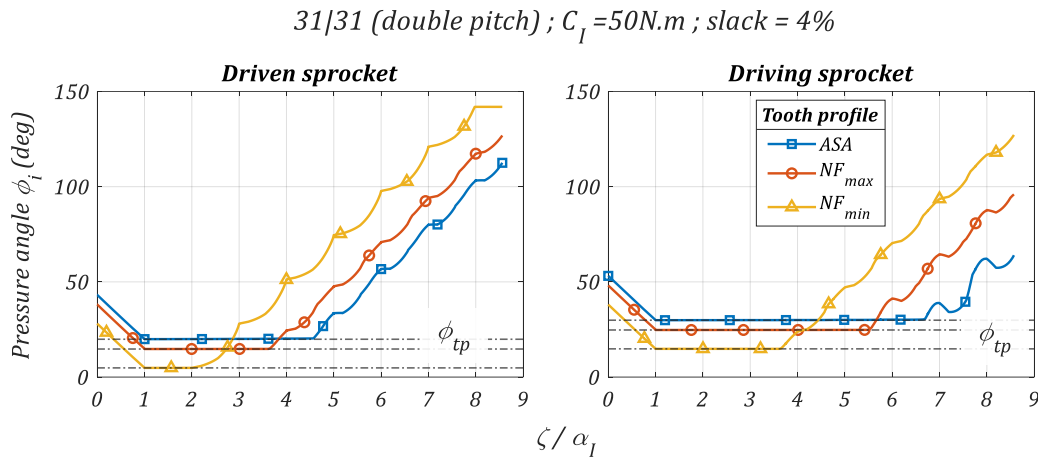 31|31 (double pitch) ; C_I =50N.m ; slack = 4%
Driven sprocket
Driving sprocket
Pressure angle ϕ_i (deg)
150
100
50
0
0 1 2 3 4 5 6 7 8 9
ϕ_tp
150
100
50
0
0 1 2 3 4 5 6 7 8 9
ϕ_tp
Tooth profile
ASA
NF_max
NF_min
ζ / α_I